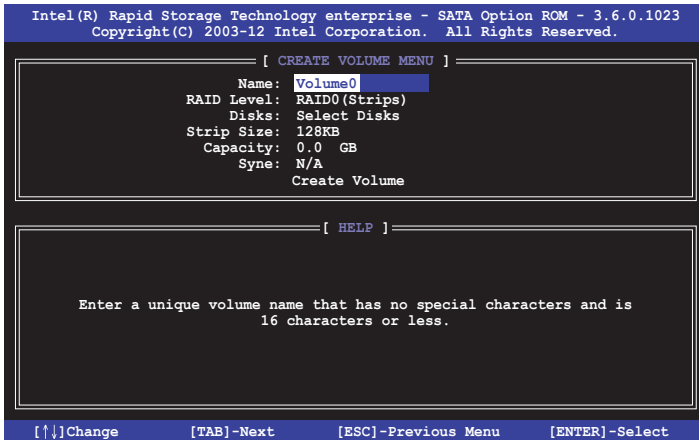 Intel(R) Rapid Storage Technology enterprise - SATA Option ROM - 3.6.0.1023
Copyright(C) 2003-12 Intel Corporation. All Rights Reserved.
[ CREATE VOLUME MENU ]
Name: Volume0
RAID Level: RAID0(Strips)
Disks: Select Disks
Strip Size: 128KB
Capacity: 0.0 GB
Syne: N/A
Create Volume
[ HELP ]
Enter a unique volume name that has no special characters and is
16 characters or less.
[↑↓]Change [TAB]-Next [ESC]-Previous Menu [ENTER]-Select